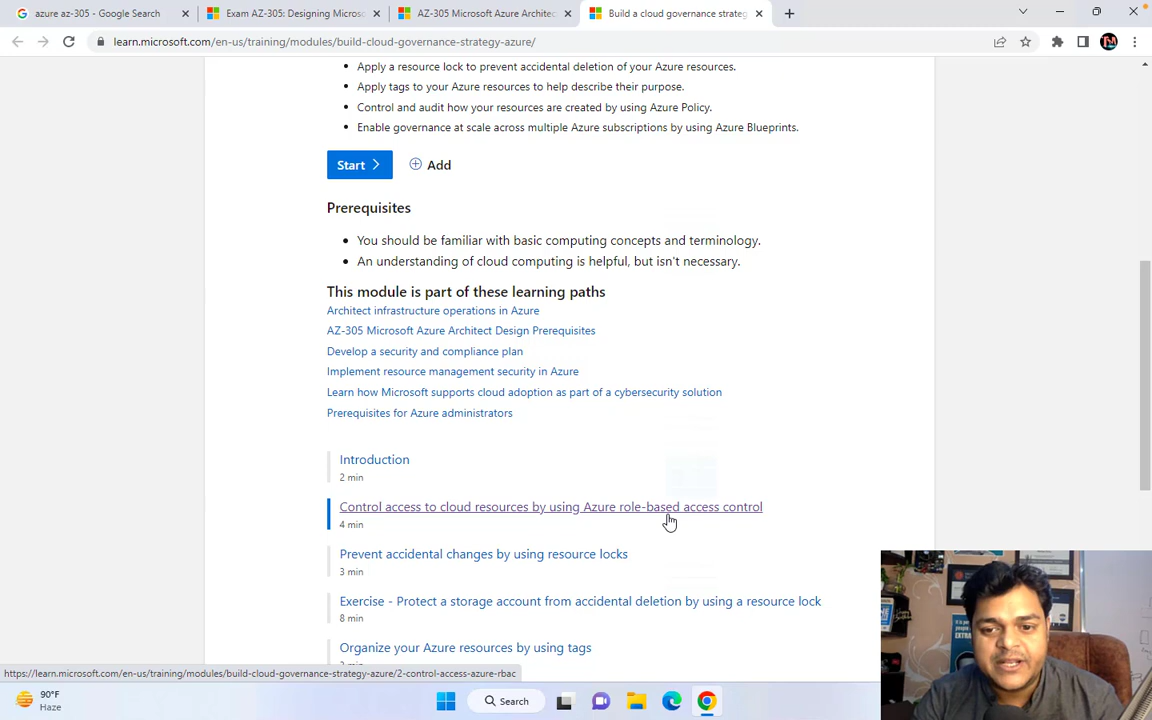 azure az-305 - Google Search
Exam AZ-305: Designing Microso
AZ-305 Microsoft Azure Architec
Build a cloud governance strateg
learn.microsoft.com/en-us/training/modules/build-cloud-governance-strategy-azure/
Apply a resource lock to prevent accidental deletion of your Azure resources.
Apply tags to your Azure resources to help describe their purpose.
Control and audit how your resources are created by using Azure Policy.
Enable governance at scale across multiple Azure subscriptions by using Azure Blueprints.
Start
Add
Prerequisites
You should be familiar with basic computing concepts and terminology.
An understanding of cloud computing is helpful, but isn't necessary.
This module is part of these learning paths
Architect infrastructure operations in Azure
AZ-305 Microsoft Azure Architect Design Prerequisites
Develop a security and compliance plan
Implement resource management security in Azure
Learn how Microsoft supports cloud adoption as part of a cybersecurity solution
Prerequisites for Azure administrators
Introduction
2 min
Control access to cloud resources by using Azure role-based access control
4 min
Prevent accidental changes by using resource locks
3 min
Exercise - Protect a storage account from accidental deletion by using a resource lock
8 min
Organize your Azure resources by using tags
https://learn.microsoft.com/en-us/training/modules/build-cloud-governance-strategy-azure/2-control-access-azure-rbac
90°F
Haze
Search